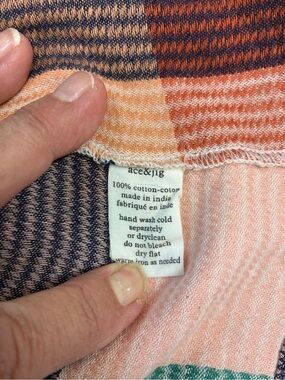 ace&jig
100% cotton-coton
made in india
fabriqué en inde
hand wash cold
separately
or dryclean
do not bleach
dry flat
warm iron as needed